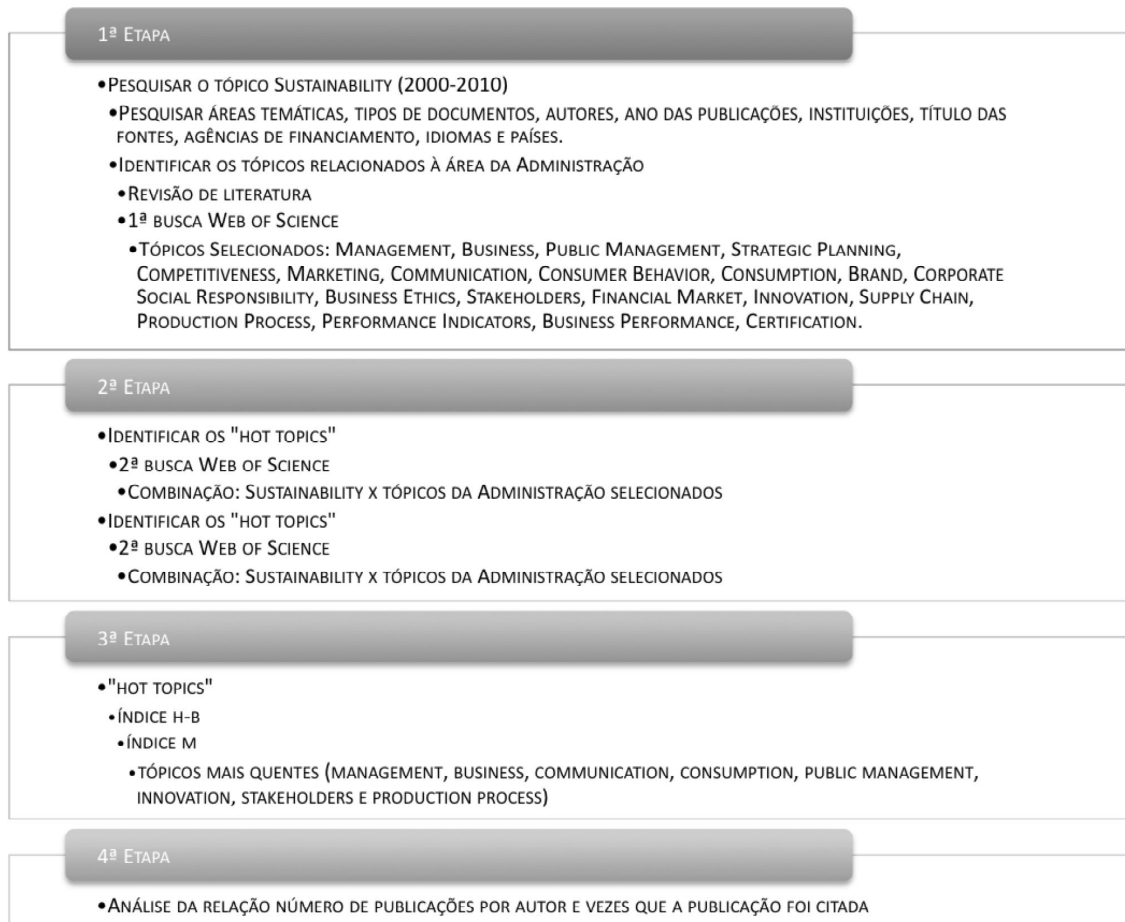 1ª Etapa
•Pesquisar o tópico Sustainability (2000-2010)
•Pesquisar áreas temáticas, tipos de documentos, autores, ano das publicações, instituições, título das
fontes, agências de financiamento, idiomas e países.
•Identificar os tópicos relacionados à área da Administração
•Revisão de literatura
•1ª busca Web of Science
•Tópicos Selecionados: Management, Business, Public Management, Strategic Planning,
Competitiveness, Marketing, Communication, Consumer Behavior, Consumption, Brand, Corporate
Social Responsibility, Business Ethics, Stakeholders, Financial Market, Innovation, Supply Chain,
Production Process, Performance Indicators, Business Performance, Certification.
2ª Etapa
•Identificar os "hot topics"
•2ª busca Web of Science
•Combinação: Sustainability x tópicos da Administração selecionados
•Identificar os "hot topics"
•2ª busca Web of Science
•Combinação: Sustainability x tópicos da Administração selecionados
3ª Etapa
•"hot topics"
•índice h-b
•índice m
•tópicos mais quentes (management, business, communication, consumption, public management,
innovation, stakeholders e production process)
4ª Etapa
•Análise da relação número de publicações por autor e vezes que a publicação foi citada